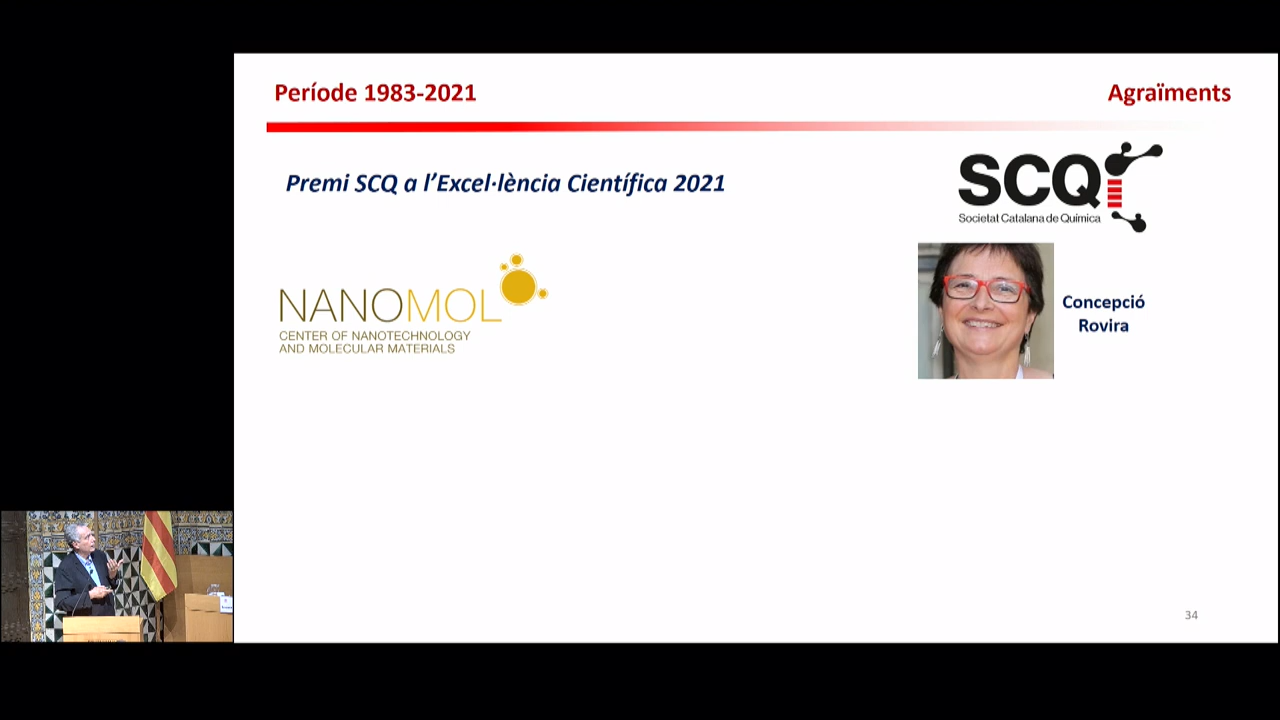 Període 1983-2021
Agraïments
Premi SCQ a l'Excel·lència Científica 2021
SCQ
Societat Catalana de Química
NANOMOL
CENTER OF NANOTECHNOLOGY
AND MOLECULAR MATERIALS
Concepció
Rovira
34